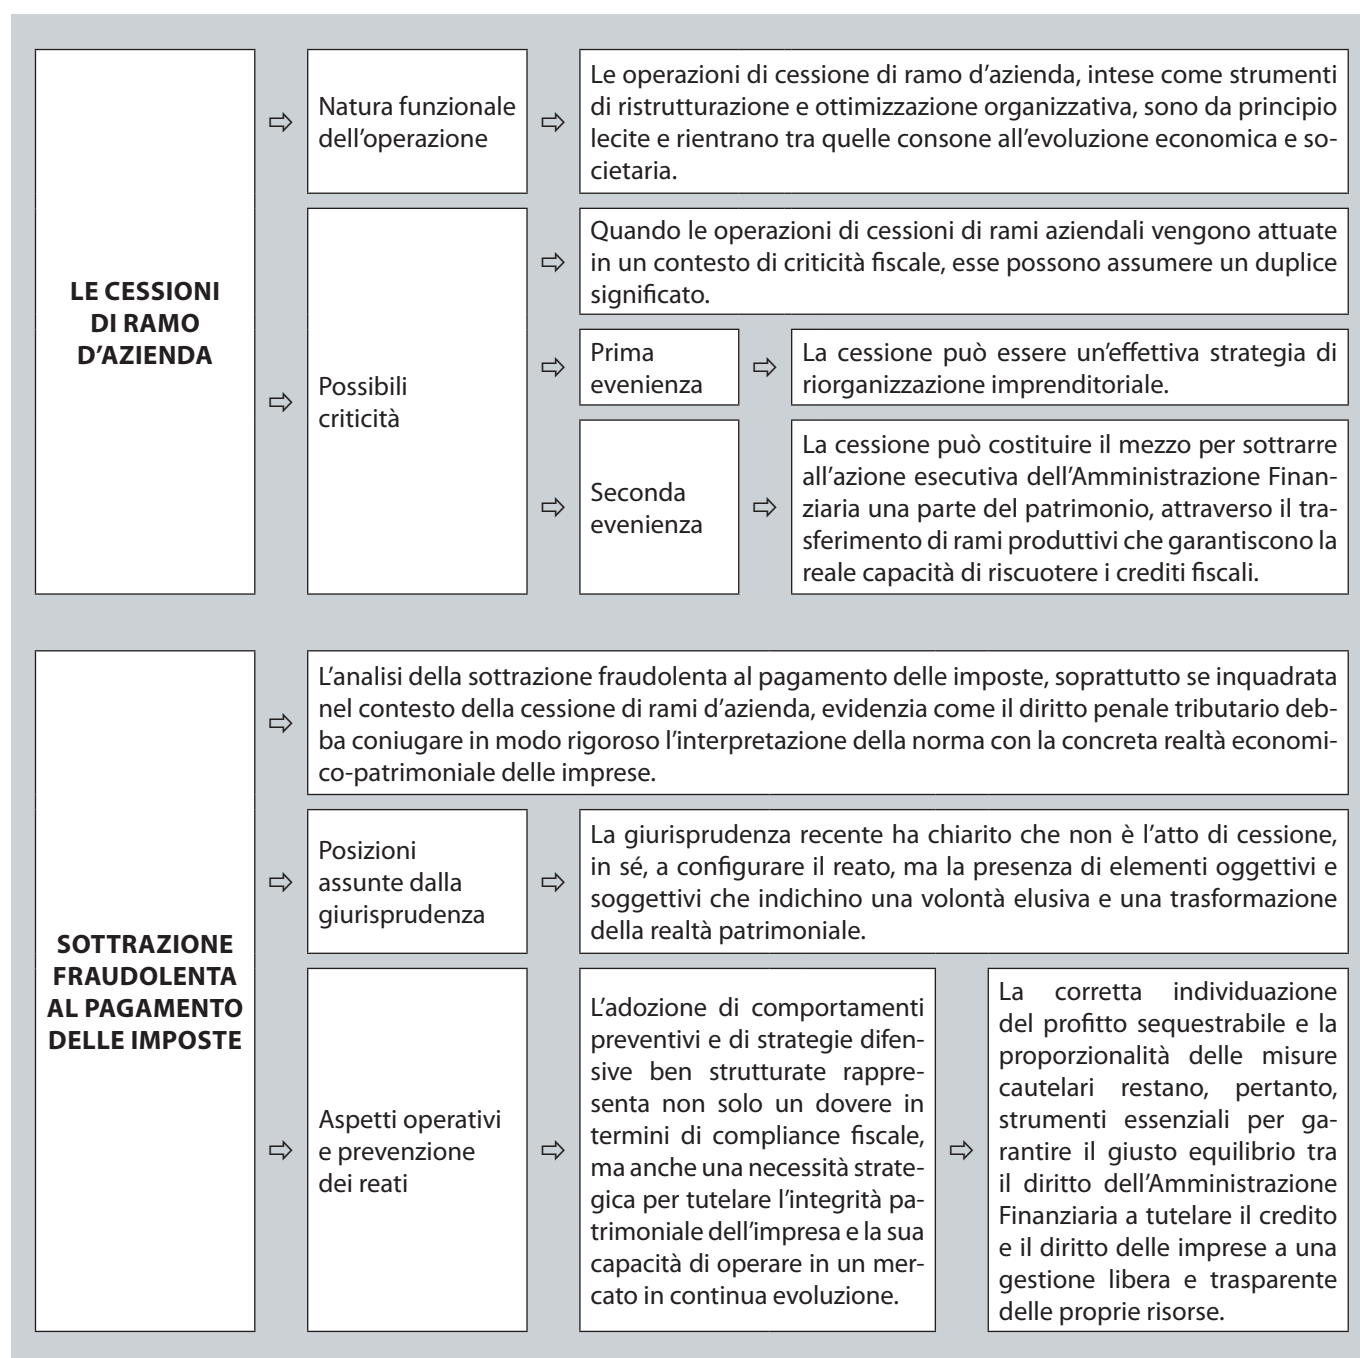 LE CESSIONI
DI RAMO
D'AZIENDA
Natura funzionale
dell'operazione
Le operazioni di cessione di ramo d'azienda, intese come strumenti
di ristrutturazione e ottimizzazione organizzativa, sono da principio
lecite e rientrano tra quelle consone all'evoluzione economica e so-
cietaria.
Possibili
criticità
Quando le operazioni di cessioni di rami aziendali vengono attuate
in un contesto di criticità fiscale, esse possono assumere un duplice
significato.
Prima
evenienza
La cessione può essere un'effettiva strategia di
riorganizzazione imprenditoriale.
Seconda
evenienza
La cessione può costituire il mezzo per sottrarre
all'azione esecutiva dell'Amministrazione Finan-
ziaria una parte del patrimonio, attraverso il tra-
sferimento di rami produttivi che garantiscono la
reale capacità di riscuotere i crediti fiscali.
SOTTRAZIONE
FRAUDOLENTA
AL PAGAMENTO
DELLE IMPOSTE
L'analisi della sottrazione fraudolenta al pagamento delle imposte, soprattutto se inquadrata
nel contesto della cessione di rami d'azienda, evidenzia come il diritto penale tributario deb-
ba coniugare in modo rigoroso l'interpretazione della norma con la concreta realtà economi-
co-patrimoniale delle imprese.
Posizioni
assunte dalla
giurisprudenza
La giurisprudenza recente ha chiarito che non è l'atto di cessione,
in sé, a configurare il reato, ma la presenza di elementi oggettivi e
soggettivi che indichino una volontà elusiva e una trasformazione
della realtà patrimoniale.
Aspetti operativi
e prevenzione
dei reati
L'adozione di comportamenti
preventivi e di strategie difen-
sive ben strutturate rappre-
senta non solo un dovere in
termini di compliance fiscale,
ma anche una necessità strate-
gica per tutelare l'integrità pa-
trimoniale dell'impresa e la sua
capacità di operare in un mer-
cato in continua evoluzione.
La corretta individuazione
del profitto sequestrabile e la
proporzionalità delle misure
cautelari restano, pertanto,
strumenti essenziali per ga-
rantire il giusto equilibrio tra
il diritto dell'Amministrazione
Finanziaria a tutelare il credito
e il diritto delle imprese a una
gestione libera e trasparente
delle proprie risorse.